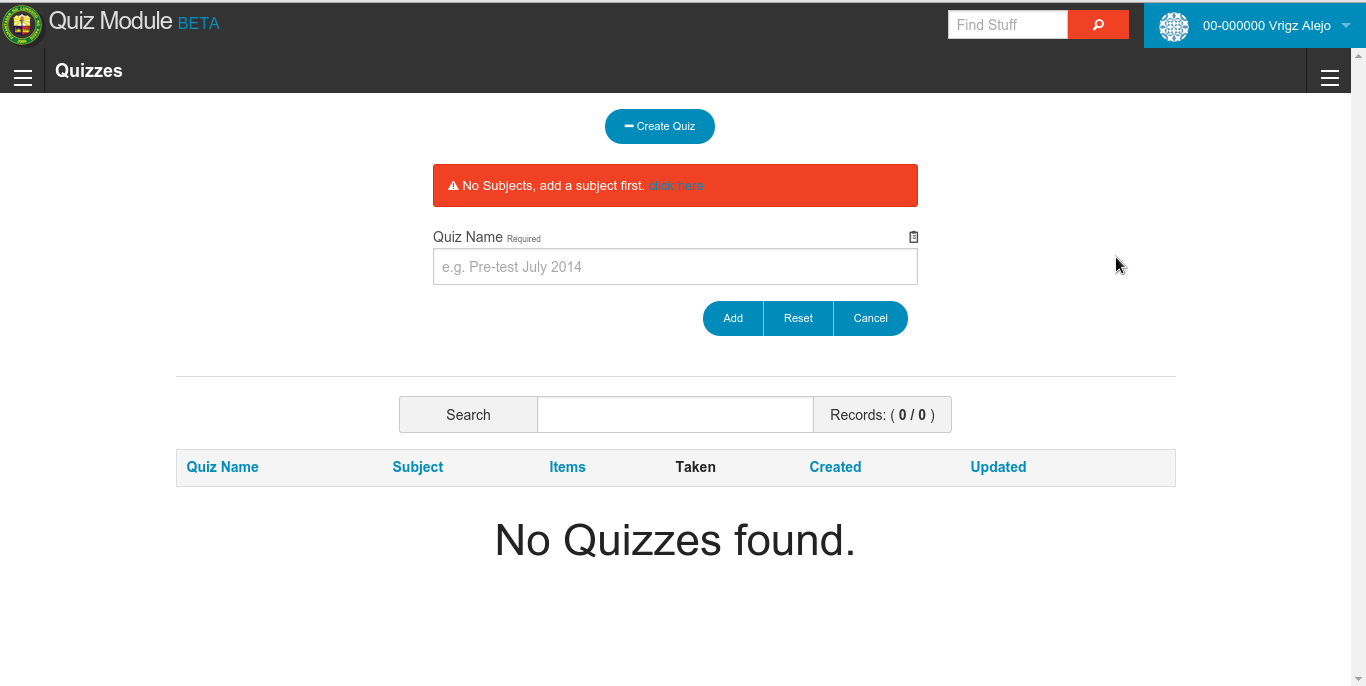 Quiz Module BETA
Find Stuff
00-000000 Vrigz Alejo
Quizzes
Create Quiz
No Subjects, add a subject first. click here
Quiz Name Required
e.g. Pre-test July 2014
Add Reset Cancel
Search Records: ( 0 / 0 )
Quiz Name Subject Items Taken Created Updated
No Quizzes found.